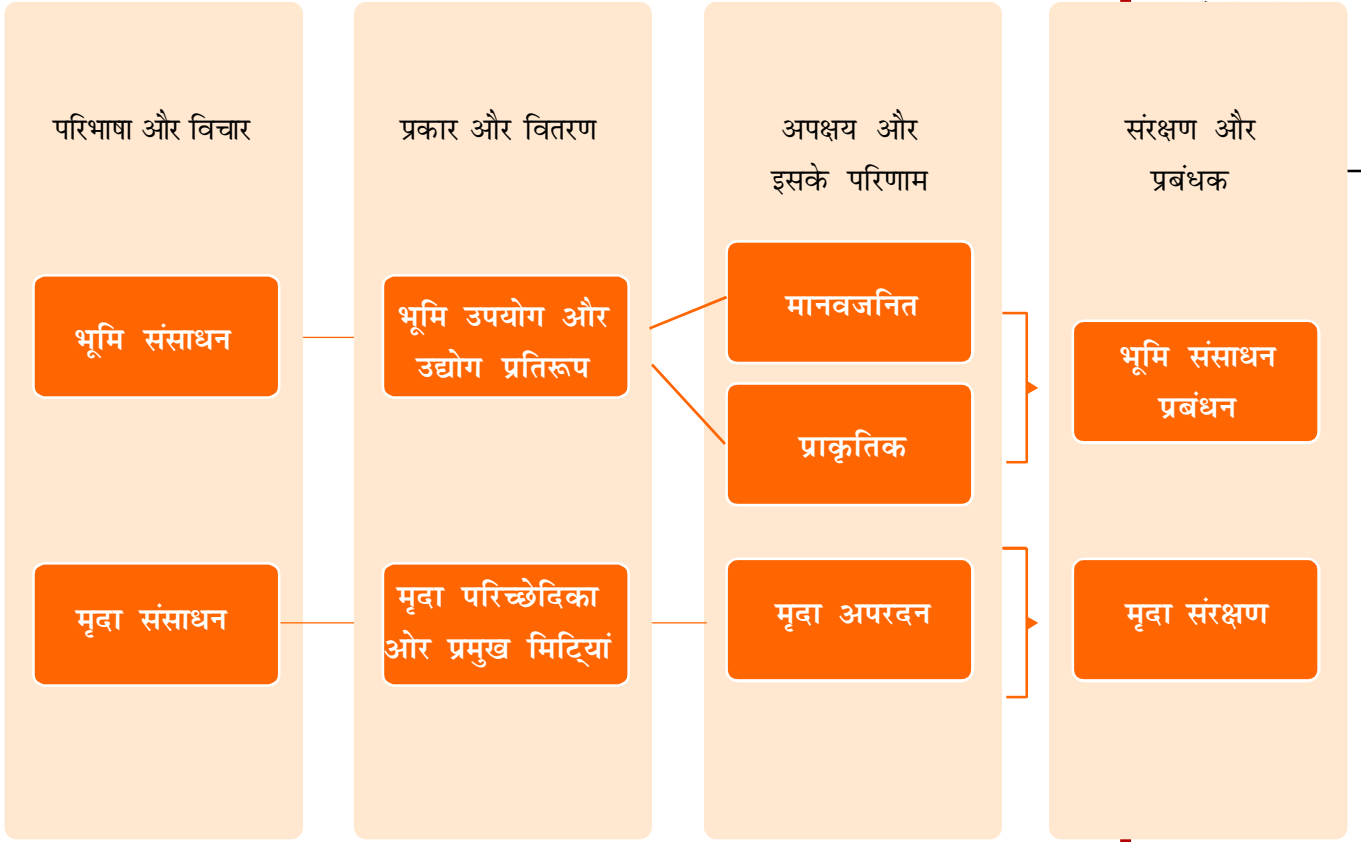 परिभाषा और विचार
प्रकार और वितरण
अपक्षय और
इसके परिणाम
संरक्षण और
प्रबंधक
भूमि संसाधन
भूमि उपयोग और
उद्योग प्रतिरूप
मानवजनित
प्राकृतिक
भूमि संसाधन
प्रबंधन
मृदा संसाधन
मृदा परिच्छेदिका
ओर प्रमुख मिटि्यां
मृदा अपरदन
मृदा संरक्षण